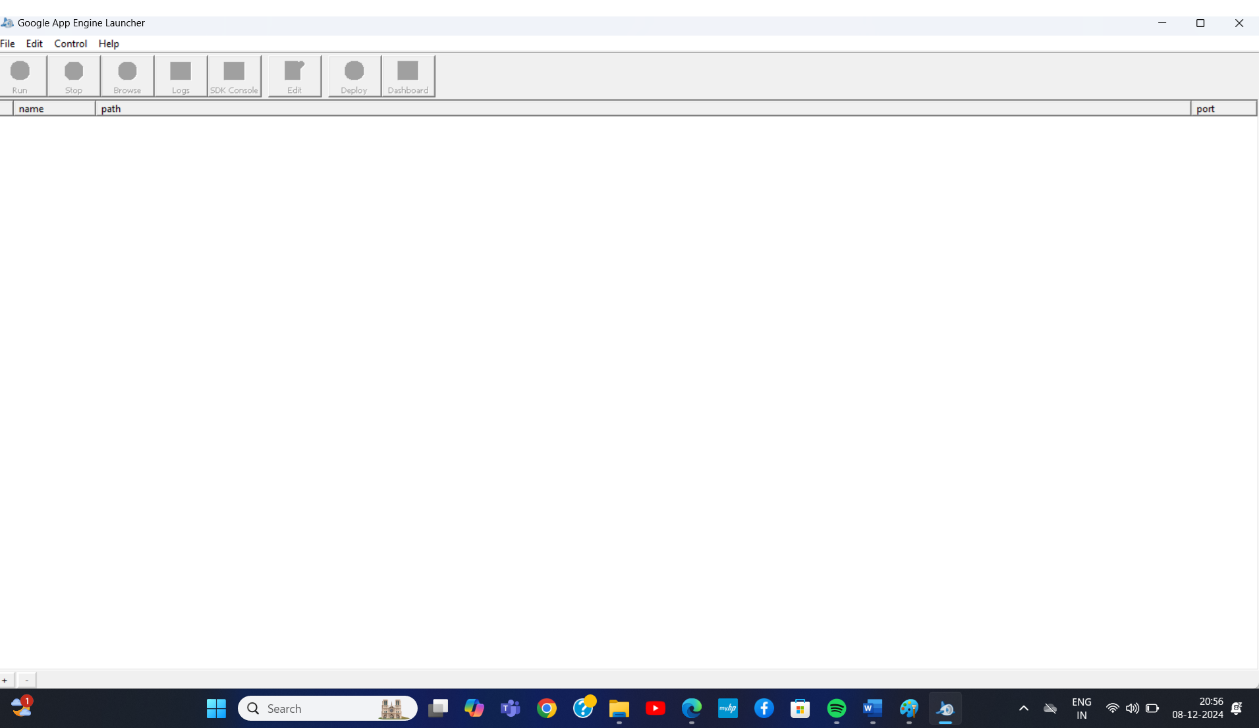 Google App Engine Launcher
File Edit Control Help
Run Stop Browse Logs SDK Console Edit Deploy Dashboard
name path port
+ -
1 Search ENG 20:56
IN 08-12-2024